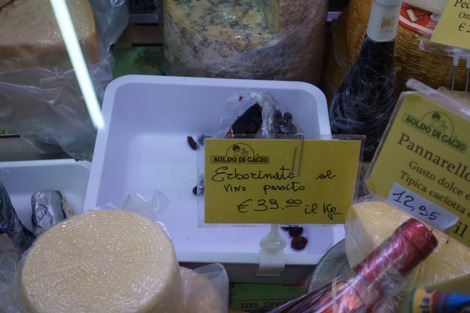 SOLDO DI CACIO
Erborinato al
vino passito
€ 39.00 il Kg
SOLDO DI CACIO
Pannarello
Gusto dolce e
Tipica caciotta
12,95
il
€